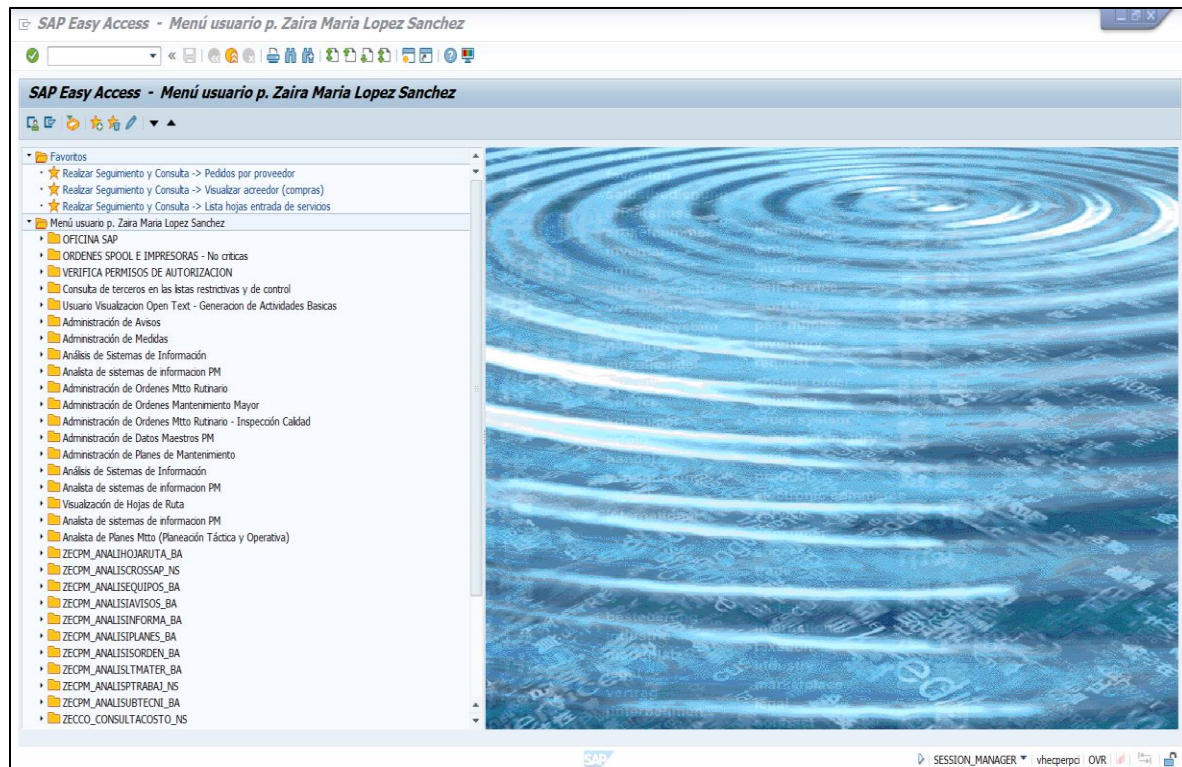 SAP Easy Access - Menú usuario p. Zaira Maria Lopez Sanchez
SAP Easy Access - Menú usuario p. Zaira Maria Lopez Sanchez
Favoritos
Realizar Seguimiento y Consulta -> Pedidos por proveedor
Realizar Seguimiento y Consulta -> Visualizar acreedor (compras)
Realizar Seguimiento y Consulta -> Lista hojas entrada de servicios
Menú usuario p. Zaira Maria Lopez Sanchez
OFICINA SAP
ORDENES SPOOL E IMPRESORAS - No criticas
VERIFICA PERMISOS DE AUTORIZACION
Consulta de terceros en las listas restrictivas y de control
Usuario Visualizacion Open Text - Generacion de Actividades Basicas
Administración de Avisos
Administración de Medidas
Análisis de Sistemas de Información
Analista de sistemas de informacion PM
Administración de Ordenes Mtto Rutinario
Administración de Ordenes Mantenimiento Mayor
Administración de Ordenes Mtto Rutinario - Inspección Calidad
Administración de Datos Maestros PM
Administración de Planes de Mantenimiento
Análisis de Sistemas de Información
Analista de sistemas de informacion PM
Visualización de Hojas de Ruta
Analista de sistemas de informacion PM
Analista de Planes Mtto (Planeación Táctica y Operativa)
ZECPM_ANALIHOJARUTA_BA
ZECPM_ANALISCROSSAP_NS
ZECPM_ANALISEQUIPOS_BA
ZECPM_ANALISIAVISOS_BA
ZECPM_ANALISINFORMA_BA
ZECPM_ANALISIPLANES_BA
ZECPM_ANALISISORDEN_BA
ZECPM_ANALISLTMATER_BA
ZECPM_ANALISPTRABAJ_NS
ZECPM_ANALISUBTECNI_BA
ZECCO_CONSULTACOSTO_NS
SAP
SESSION_MANAGER vhecperpci OVR